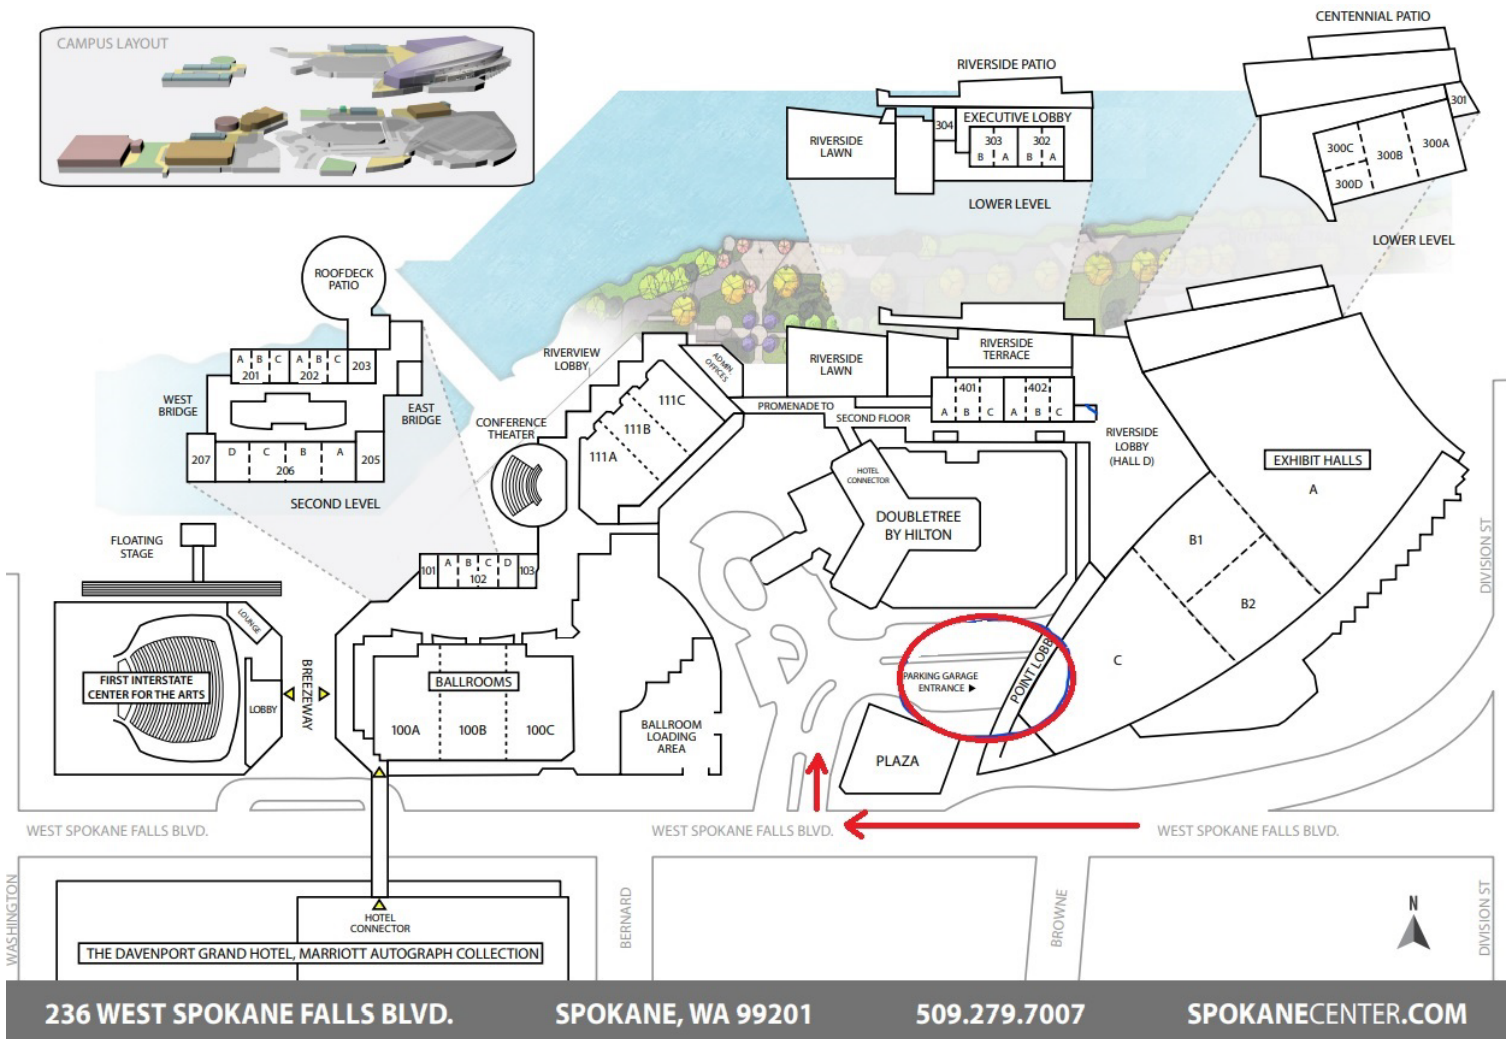 CAMPUS LAYOUT
CENTENNIAL PATIO
301
300A
300B
300C
300D
LOWER LEVEL
RIVERSIDE PATIO
RIVERSIDE
LAWN
304
EXECUTIVE LOBBY
303
302
B A B A
LOWER LEVEL
ROOFDECK
PATIO
A B C A B C
201 202 203
WEST
BRIDGE
EAST
BRIDGE
207
D C B A
206
205
SECOND LEVEL
RIVERVIEW
LOBBY
CONFERENCE
THEATER
ADMIN.
OFFICES
111C
111B
111A
RIVERSIDE
LAWN
RIVERSIDE
TERRACE
401 402
A B C A B C
PROMENADE TO
SECOND FLOOR
RIVERSIDE
LOBBY
(HALL D)
EXHIBIT HALLS
A
B1
B2
C
HOTEL
CONNECTOR
DOUBLETREE
BY HILTON
FLOATING
STAGE
LOUNGE
FIRST INTERSTATE
CENTER FOR THE ARTS
LOBBY
BREEZEWAY
101
A B C D
102
103
BALLROOMS
100A 100B 100C
BALLROOM
LOADING
AREA
PARKING GARAGE
ENTRANCE ▶
POINT LOBBY
PLAZA
DIVISION ST
WEST SPOKANE FALLS BLVD.
WEST SPOKANE FALLS BLVD.
WEST SPOKANE FALLS BLVD.
WASHINGTON
BERNARD
BROWNE
DIVISION ST
N
HOTEL
CONNECTOR
THE DAVENPORT GRAND HOTEL, MARRIOTT AUTOGRAPH COLLECTION
236 WEST SPOKANE FALLS BLVD. SPOKANE, WA 99201 509.279.7007 SPOKANECENTER.COM